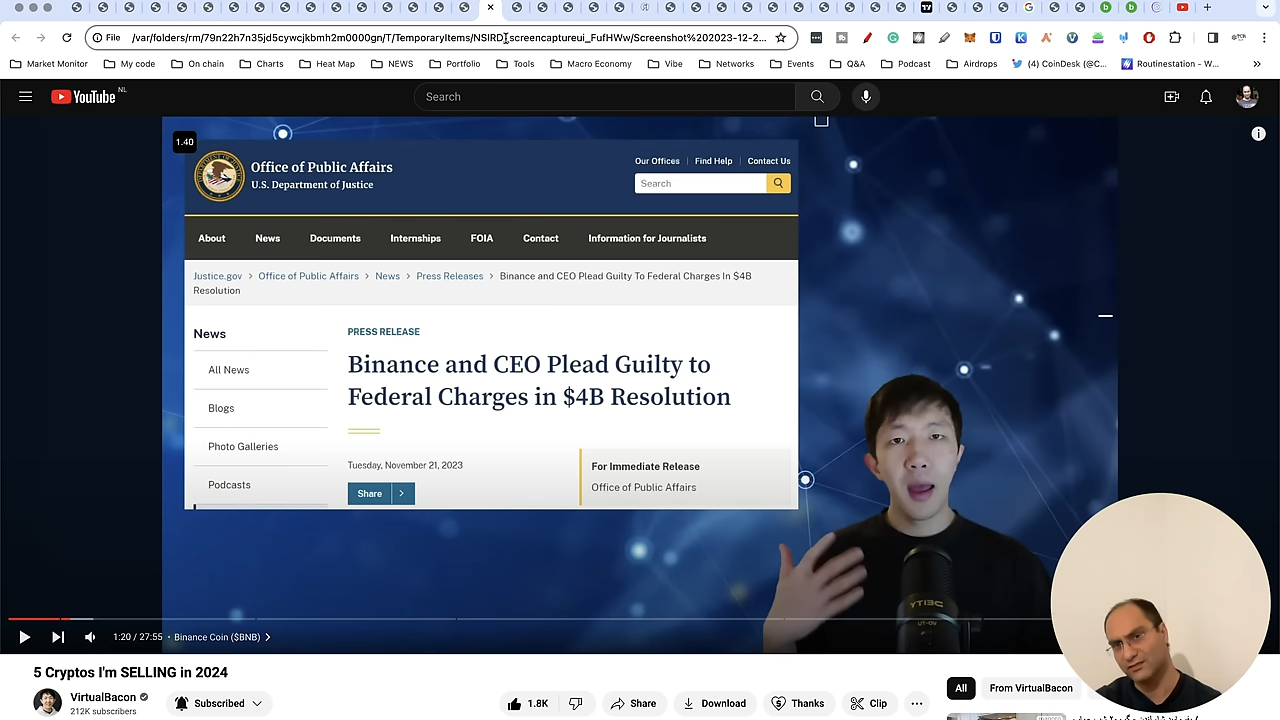 File
/var/folders/rm/79n22h7n35jd5cywcjkbmh2m0000gn/T/TemporaryItems/NSIRD_screencaptureui_FufHWw/Screenshot%202023-12-2...
Market Monitor
My code
On chain
Charts
Heat Map
NEWS
Portfolio
Tools
Macro Economy
Vibe
Networks
Events
Q&A
Podcast
Airdrops
(4) CoinDesk (@C...
Routinestation - W...
YouTube NL
Search
1.40
Office of Public Affairs
U.S. Department of Justice
Our Offices
Find Help
Contact Us
Search
About
News
Documents
Internships
FOIA
Contact
Information for Journalists
Justice.gov > Office of Public Affairs > News > Press Releases > Binance and CEO Plead Guilty To Federal Charges In $4B
Resolution
News
All News
Blogs
Photo Galleries
Podcasts
PRESS RELEASE
Binance and CEO Plead Guilty to
Federal Charges in $4B Resolution
Tuesday, November 21, 2023
Share
For Immediate Release
Office of Public Affairs
1:20 / 27:55 • Binance Coin ($BNB)
5 Cryptos I'm SELLING in 2024
VirtualBacon
212K subscribers
Subscribed
1.8K
Share
Download
Thanks
Clip
All
From VirtualBacon